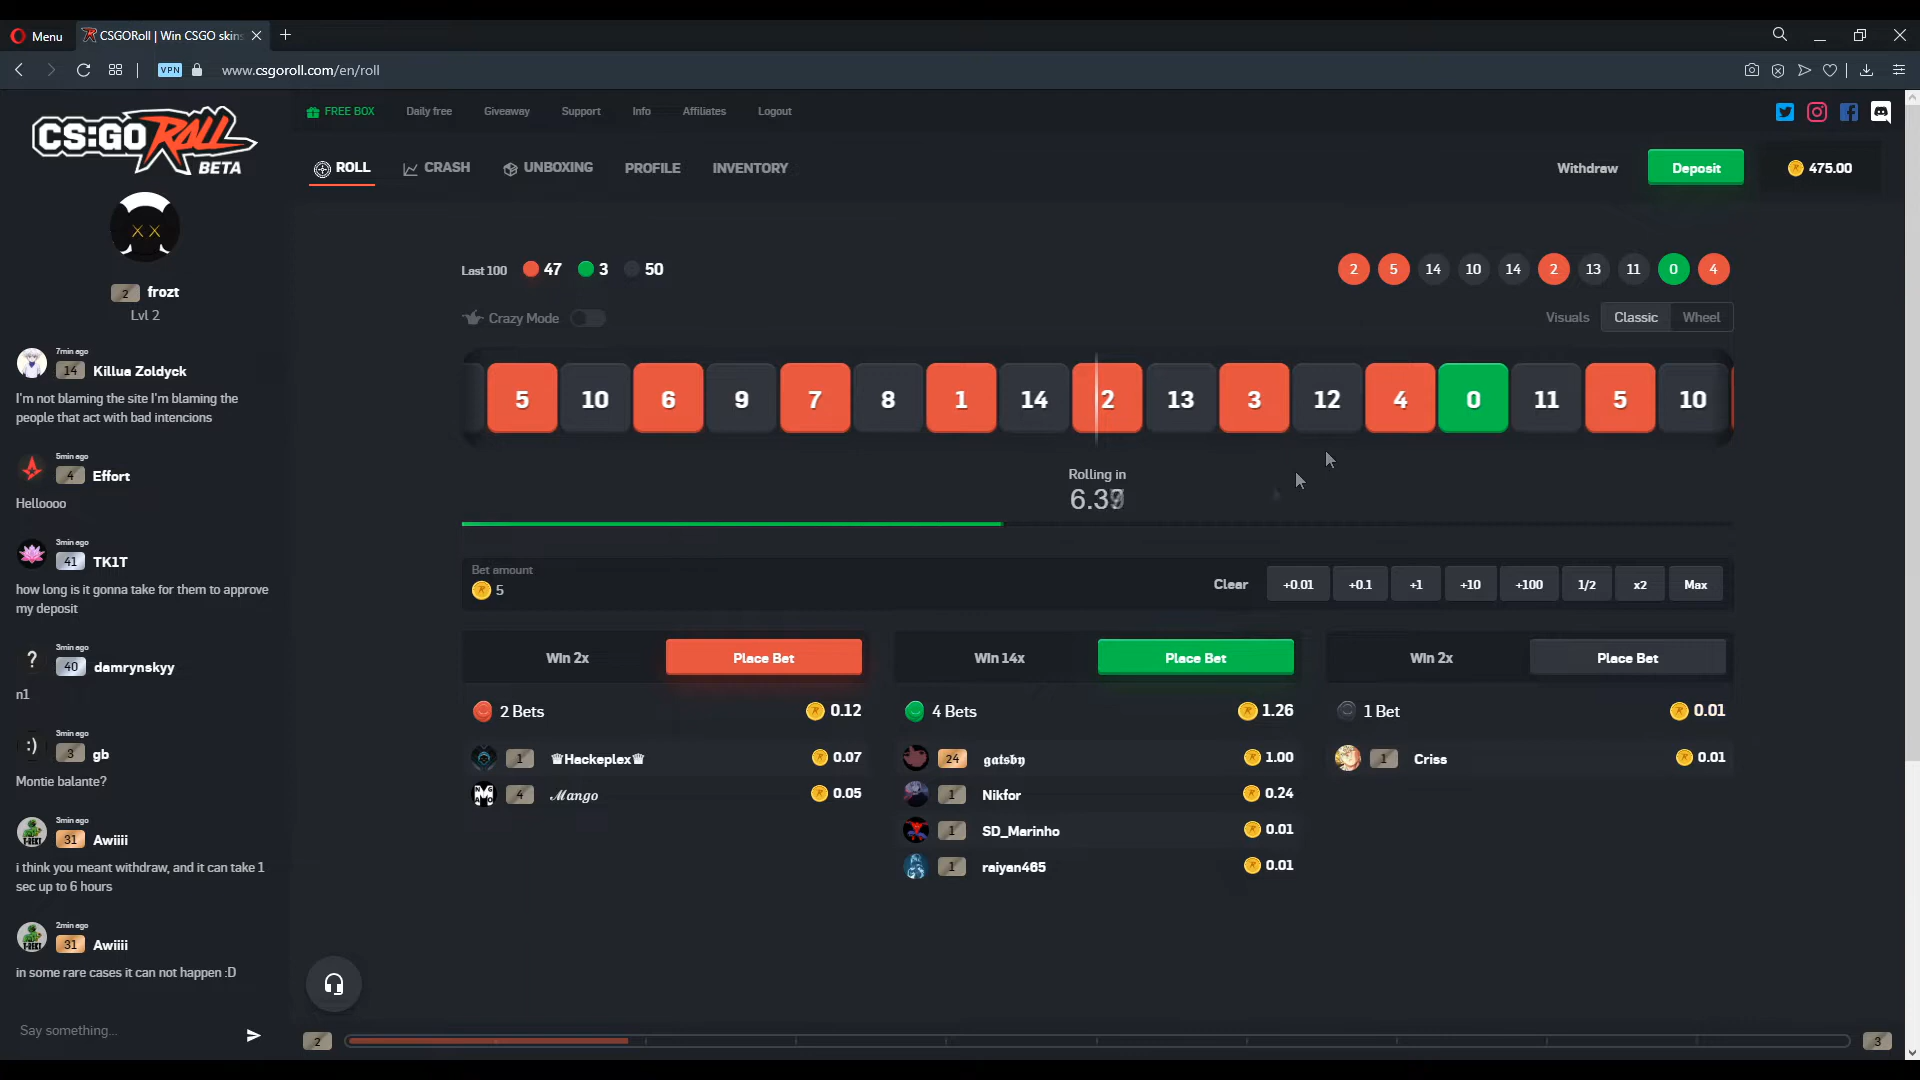 Menu
CSGORoll | Win CSGO skins
VPN
www.csgoroll.com/en/roll
CS:GO ROLL
BETA
FREE BOX
Daily free
Giveaway
Support
Info
Affiliates
Logout
ROLL
CRASH
UNBOXING
PROFILE
INVENTORY
Withdraw
Deposit
475.00
2 frozt
Lvl 2
7min ago
14 Killua Zoldyck
I'm not blaming the site I'm blaming the
people that act with bad intencions
5min ago
4 Effort
Helloooo
3min ago
41 TK1T
how long is it gonna take for them to approve
my deposit
3min ago
? 40 damrynskyy
n1
3min ago
:) 3 gb
Montie balante?
3min ago
31 Awiiii
i think you meant withdraw, and it can take 1
sec up to 6 hours
2min ago
31 Awiiii
in some rare cases it can not happen :D
Say something...
Last 100 47 3 50
2 5 14 10 14 2 13 11 0 4
Crazy Mode
Visuals Classic Wheel
5 10 6 9 7 8 1 14 2 13 3 12 4 0 11 5 10
Rolling in
Bet amount
5
Clear +0.01 +0.1 +1 +10 +100 1/2 x2 Max
Win 2x Place Bet
2 Bets 0.12
1 ♛Hackeplex♛ 0.07
4 𝓜𝓪𝓷𝓰𝓸 0.05
Win 14x Place Bet
4 Bets 1.26
24 𝖌𝖆𝖙𝖘𝖇𝖞 1.00
1 Nikfor 0.24
1 SD_Marinho 0.01
1 raiyan465 0.01
Win 2x Place Bet
1 Bet 0.01
1 Criss 0.01
2
3